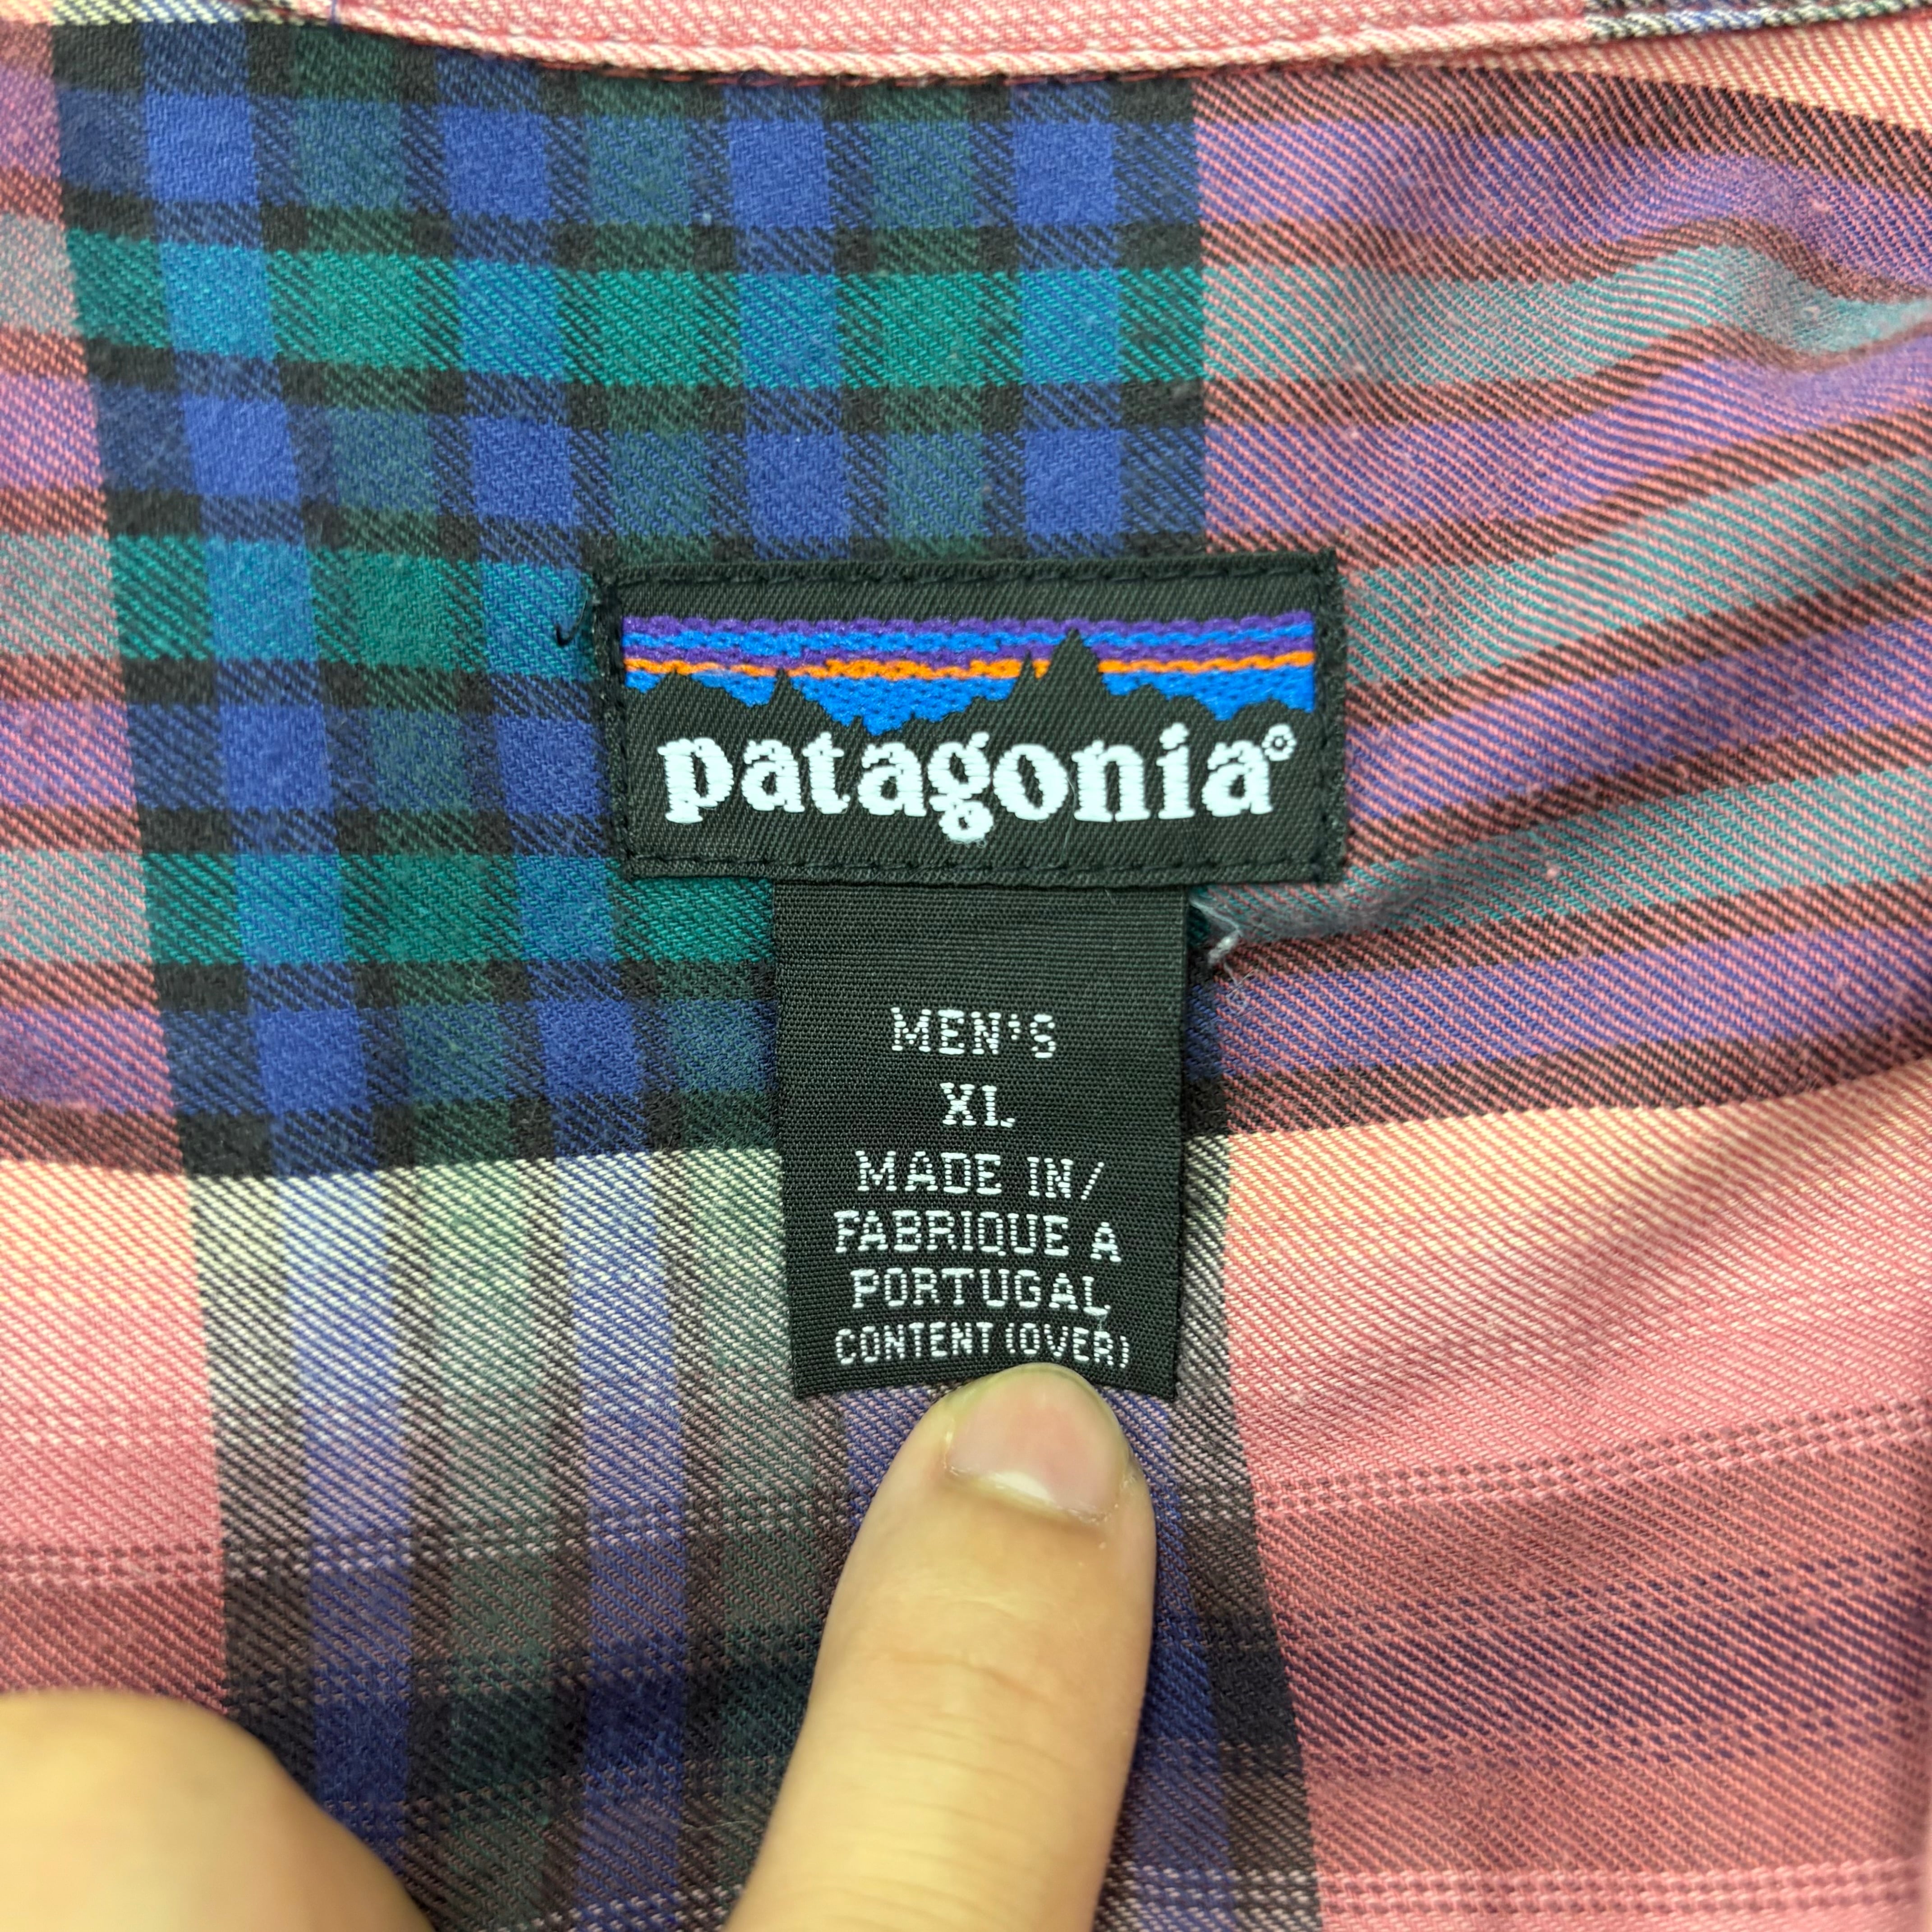 patagonia®
MEN'S
XL
MADE IN/
FABRIQUE A
PORTUGAL
CONTENT (OVER)